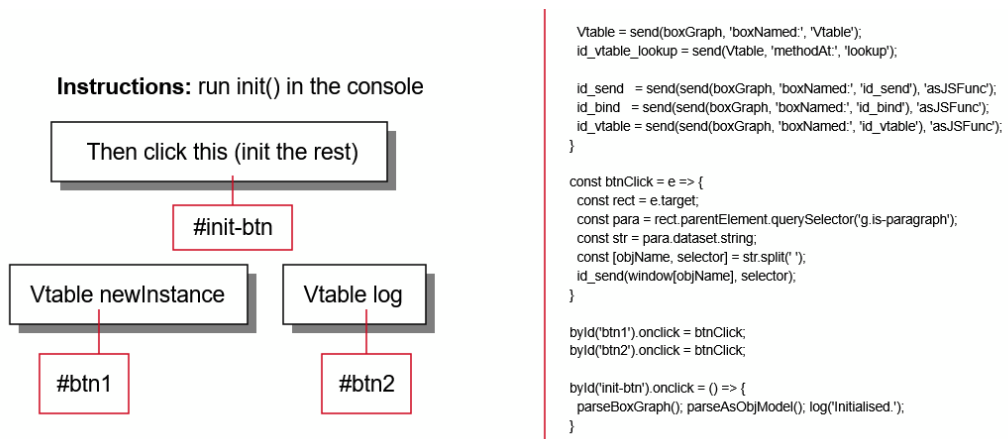 Instructions: run init() in the console
Then click this (init the rest)
#init-btn
Vtable newInstance
Vtable log
#btn1
#btn2
Vtable = send(boxGraph, 'boxNamed:', 'Vtable');
id_vtable_lookup = send(Vtable, 'methodAt:', 'lookup');
id_send = send(send(boxGraph, 'boxNamed:', 'id_send'), 'asJSFunc');
id_bind = send(send(boxGraph, 'boxNamed:', 'id_bind'), 'asJSFunc');
id_vtable = send(send(boxGraph, 'boxNamed:', 'id_vtable'), 'asJSFunc');
}
const btnClick = e => {
const rect = e.target;
const para = rect.parentElement.querySelector('g.is-paragraph');
const str = para.dataset.string;
const [objName, selector] = str.split(' ');
id_send(window[objName], selector);
}
byId('btn1').onclick = btnClick;
byId('btn2').onclick = btnClick;
byId('init-btn').onclick = () => {
parseBoxGraph(); parseAsObjModel(); log('Initialised.');
}